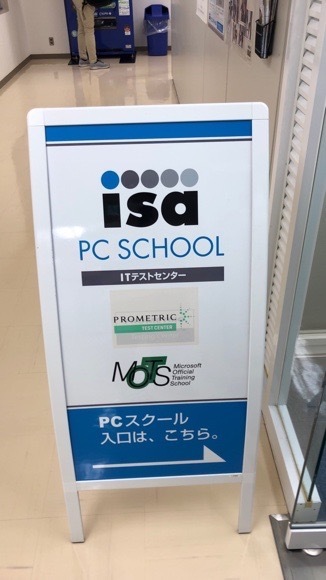 isa
PC SCHOOL
ITテストセンター
PROMETRIC
TEST CENTER
MOTS
Microsoft
Official
Training
School
PCスクール
入口は、こちら。